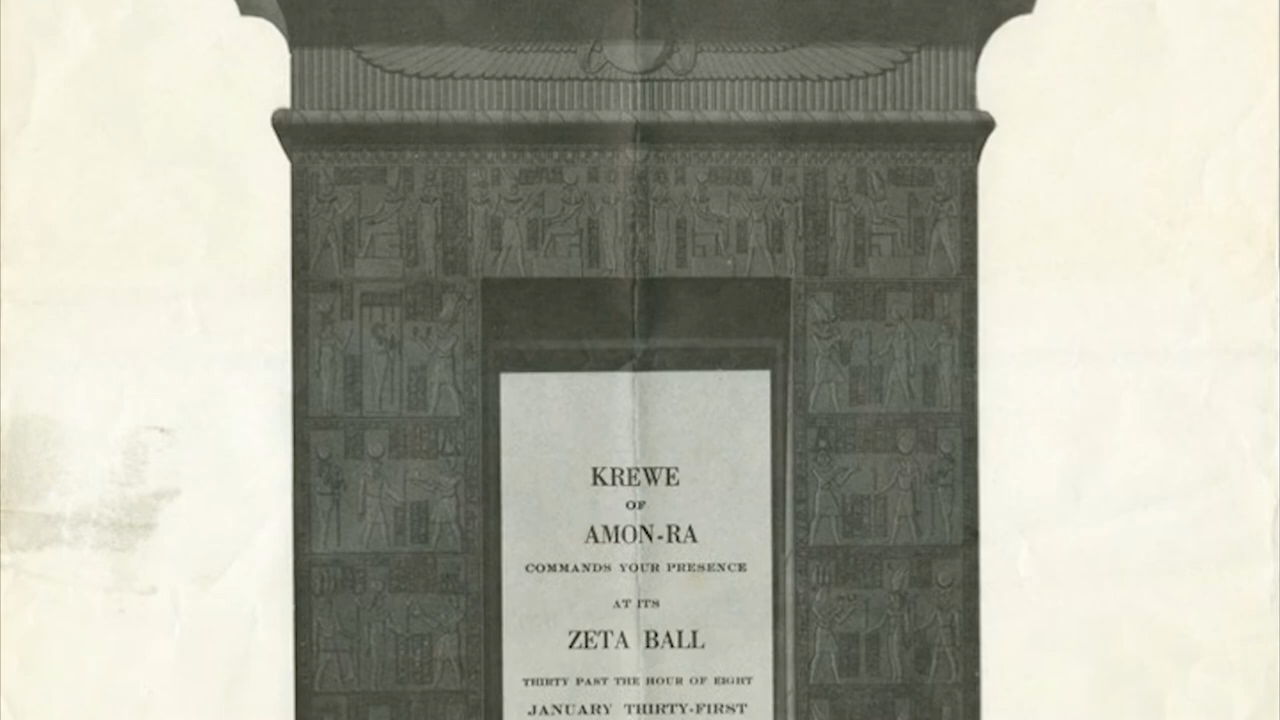 KREWE
OF
AMON-RA
COMMANDS YOUR PRESENCE
AT ITS
ZETA BALL
THIRTY PAST THE HOUR OF EIGHT
JANUARY THIRTY-FIRST